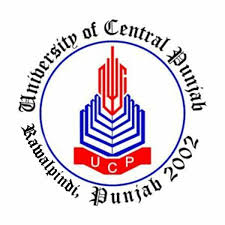 University of Central Punjab
UCP
Rawalpindi, Punjab 2002